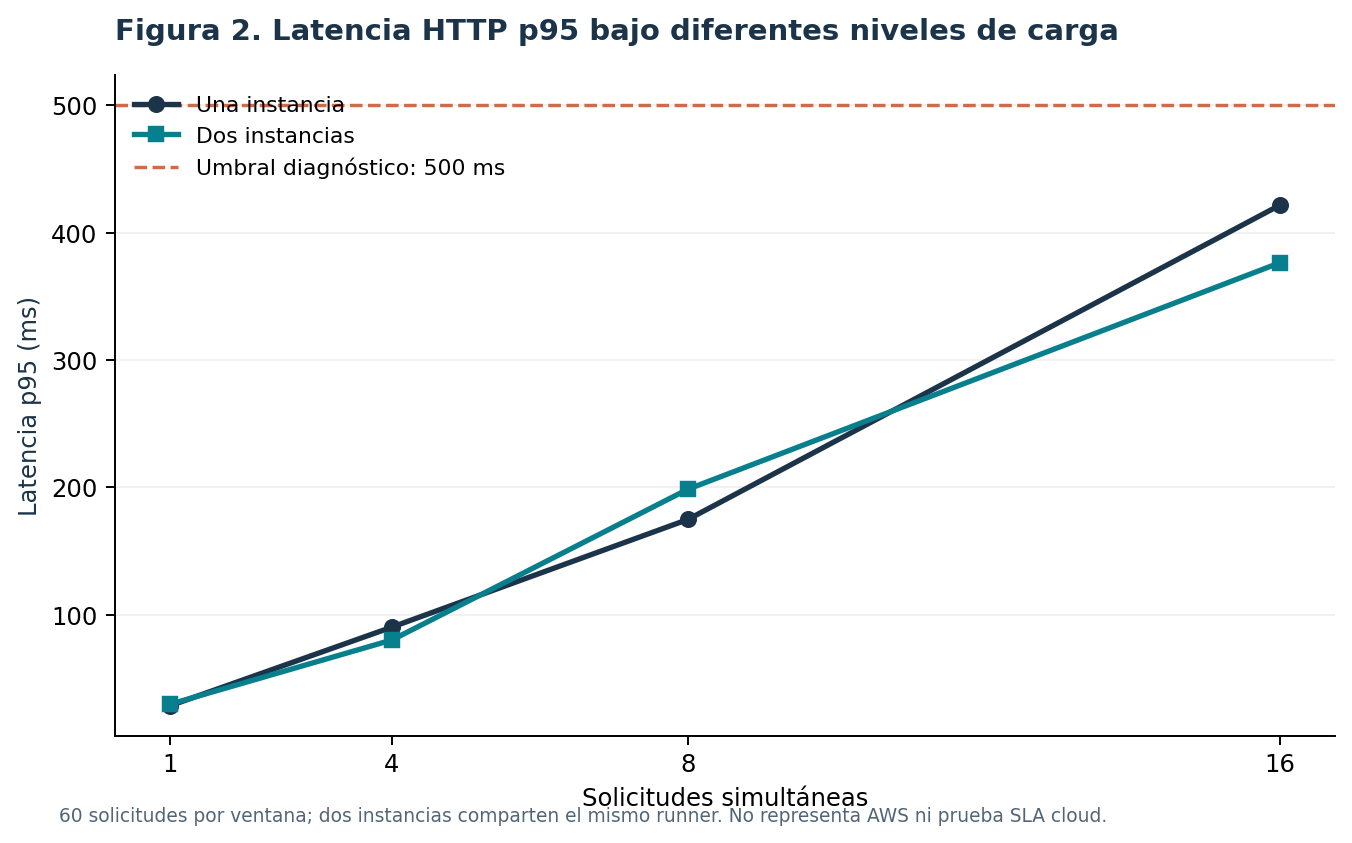 Figura 2. Latencia HTTP p95 bajo diferentes niveles de carga
Una instancia
Dos instancias
Umbral diagnóstico: 500 ms
Latencia p95 (ms)
500
400
300
200
100
1 4 8 16
Solicitudes simultáneas
60 solicitudes por ventana; dos instancias comparten el mismo runner. No representa AWS ni prueba SLA cloud.